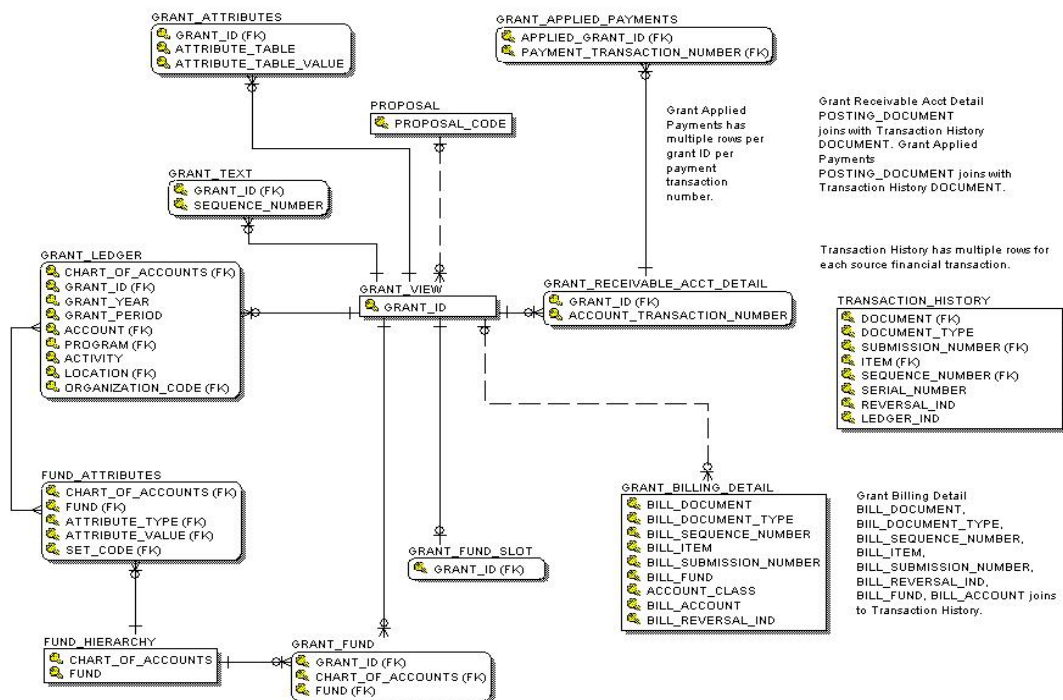 GRANT_ATTRIBUTES
GRANT_ID (FK)
ATTRIBUTE_TABLE
ATTRIBUTE_TABLE_VALUE
GRANT_APPLIED_PAYMENTS
APPLIED_GRANT_ID (FK)
PAYMENT_TRANSACTION_NUMBER (FK)
PROPOSAL
PROPOSAL_CODE
Grant Applied
Payments has
multiple rows per
grant ID per
payment
transaction
number.
Grant Receivable Acct Detail
POSTING_DOCUMENT
joins with Transaction History
DOCUMENT. Grant Applied
Payments
POSTING_DOCUMENT joins with
Transaction History DOCUMENT.
GRANT_TEXT
GRANT_ID (FK)
SEQUENCE_NUMBER
Transaction History has multiple rows for
each source financial transaction.
GRANT_LEDGER
CHART_OF_ACCOUNTS (FK)
GRANT_ID (FK)
GRANT_YEAR
GRANT_PERIOD
ACCOUNT (FK)
PROGRAM (FK)
ACTIVITY
LOCATION (FK)
ORGANIZATION_CODE (FK)
GRANT_VIEW
GRANT_ID
GRANT_RECEIVABLE_ACCT_DETAIL
GRANT_ID (FK)
ACCOUNT_TRANSACTION_NUMBER
TRANSACTION_HISTORY
DOCUMENT (FK)
DOCUMENT_TYPE
SUBMISSION_NUMBER (FK)
ITEM (FK)
SEQUENCE_NUMBER (FK)
SERIAL_NUMBER
REVERSAL_IND
LEDGER_IND
FUND_ATTRIBUTES
CHART_OF_ACCOUNTS (FK)
FUND (FK)
ATTRIBUTE_TYPE (FK)
ATTRIBUTE_VALUE (FK)
SET_CODE (FK)
GRANT_BILLING_DETAIL
BILL_DOCUMENT
BILL_DOCUMENT_TYPE
BILL_SEQUENCE_NUMBER
BILL_ITEM
BILL_SUBMISSION_NUMBER
BILL_FUND
ACCOUNT_CLASS
BILL_ACCOUNT
BILL_REVERSAL_IND
Grant Billing Detail
BILL_DOCUMENT,
BIIL_DOCUMENT_TYPE,
BILL_SEQUENCE_NUMBER,
BILL_ITEM,
BILL_SUBMISSION_NUMBER,
BILL_REVERSAL_IND,
BILL_FUND, BILL_ACCOUNT joins
to Transaction History.
GRANT_FUND_SLOT
GRANT_ID (FK)
FUND_HIERARCHY
CHART_OF_ACCOUNTS
FUND
GRANT_FUND
GRANT_ID (FK)
CHART_OF_ACCOUNTS (FK)
FUND (FK)